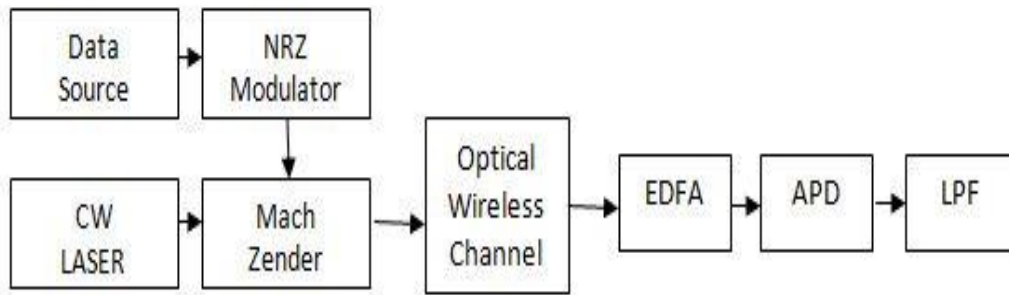 Data
Source
NRZ
Modulator
CW
LASER
Mach
Zender
Optical
Wireless
Channel
EDFA
APD
LPF